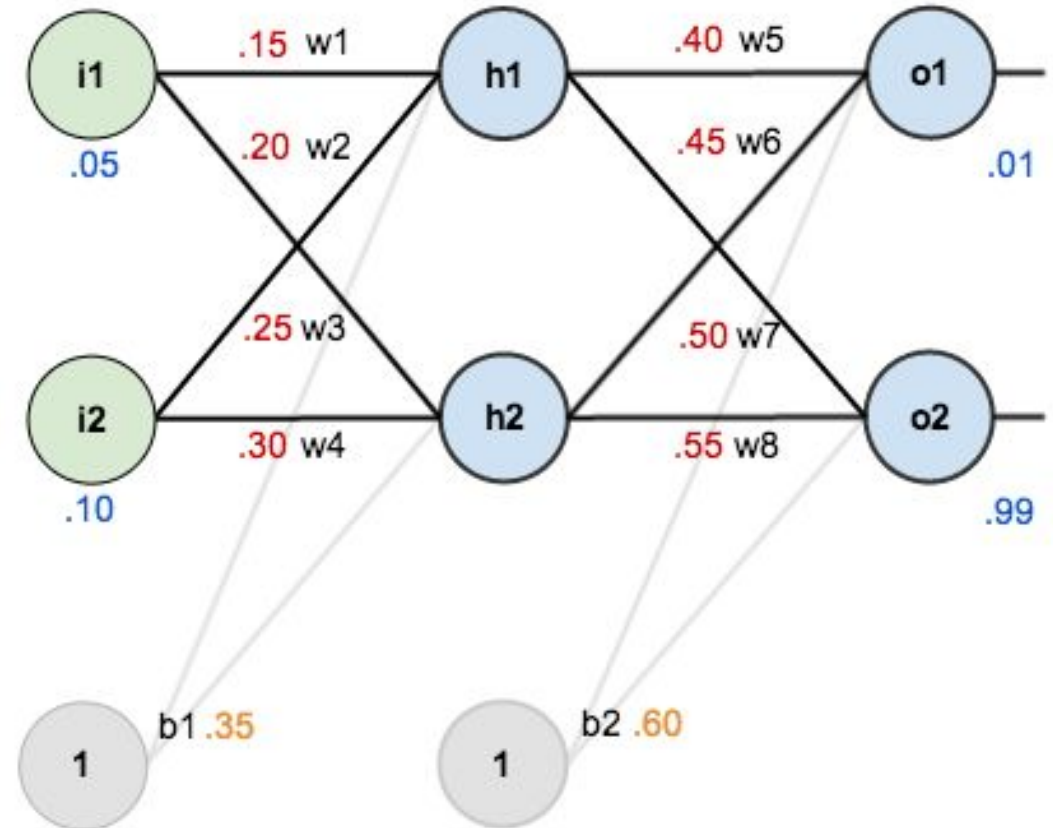 .15 w1
.40 w5
i1
h1
o1
.20 w2
.45 w6
.05
.01
.25 w3
.50 w7
i2
h2
o2
.30 w4
.55 w8
.10
.99
b1 .35
b2 .60
1
1